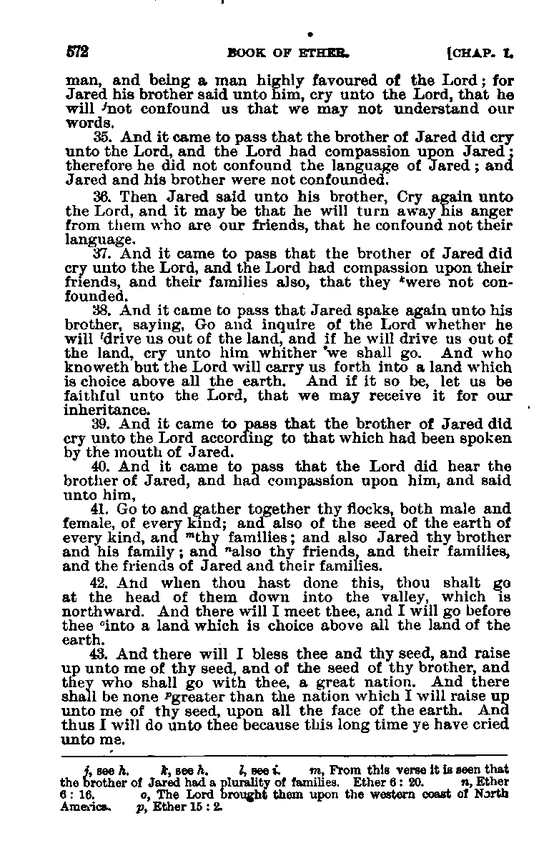 572 BOOK OF ETHER. [CHAP. I.
man, and being a man highly favoured of the Lord; for
Jared his brother said unto him, cry unto the Lord, that he
will jnot confound us that we may not understand our
words.
35. And it came to pass that the brother of Jared did cry
unto the Lord, and the Lord had compassion upon Jared;
therefore he did not confound the language of Jared; and
Jared and his brother were not confounded.
36. Then Jared said unto his brother, Cry again unto
the Lord, and it may be that he will turn away his anger
from them who are our friends, that he confound not their
language.
37. And it came to pass that the brother of Jared did
cry unto the Lord, and the Lord had compassion upon their
friends, and their families also, that they kwere not con-
founded.
38. And it came to pass that Jared spake again unto his
brother, saying, Go and inquire of the Lord whether he
will ldrive us out of the land, and if he will drive us out of
the land, cry unto him whither we shall go. And who
knoweth but the Lord will carry us forth into a land which
is choice above all the earth. And if it so be, let us be
faithful unto the Lord, that we may receive it for our
inheritance.
39. And it came to pass that the brother of Jared did
cry unto the Lord according to that which had been spoken
by the mouth of Jared.
40. And it came to pass that the Lord did hear the
brother of Jared, and had compassion upon him, and said
unto him,
41. Go to and gather together thy flocks, both male and
female, of every kind; and also of the seed of the earth of
every kind, and mthy families; and also Jared thy brother
and his family; and nalso thy friends, and their families,
and the friends of Jared and their families.
42. And when thou hast done this, thou shalt go
at the head of them down into the valley, which is
northward. And there will I meet thee, and I will go before
thee ointo a land which is choice above all the land of the
earth.
43. And there will I bless thee and thy seed, and raise
up unto me of thy seed, and of the seed of thy brother, and
they who shall go with thee, a great nation. And there
shall be none pgreater than the nation which I will raise up
unto me of thy seed, upon all the face of the earth. And
thus I will do unto thee because this long time ye have cried
unto me.
j, see h. k, see h. l, see i. m, From this verse it is seen that
the brother of Jared had a plurality of families. Ether 6: 20. n, Ether
6: 16. o, The Lord brought them upon the western coast of North
America. p, Ether 15: 2.